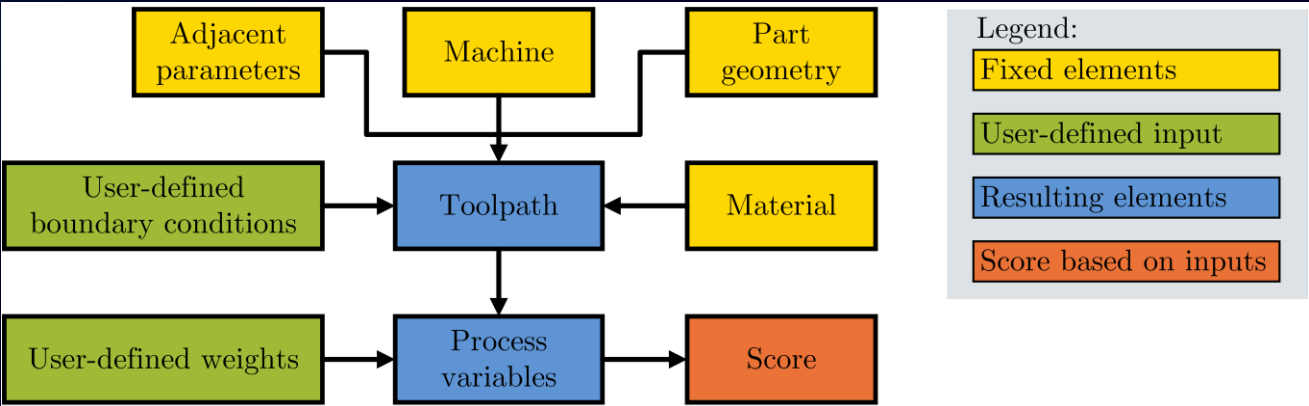 Adjacent
parameters
Machine
Part
geometry
User-defined
boundary conditions
Toolpath
Material
User-defined weights
Process
variables
Score
Legend:
Fixed elements
User-defined input
Resulting elements
Score based on inputs